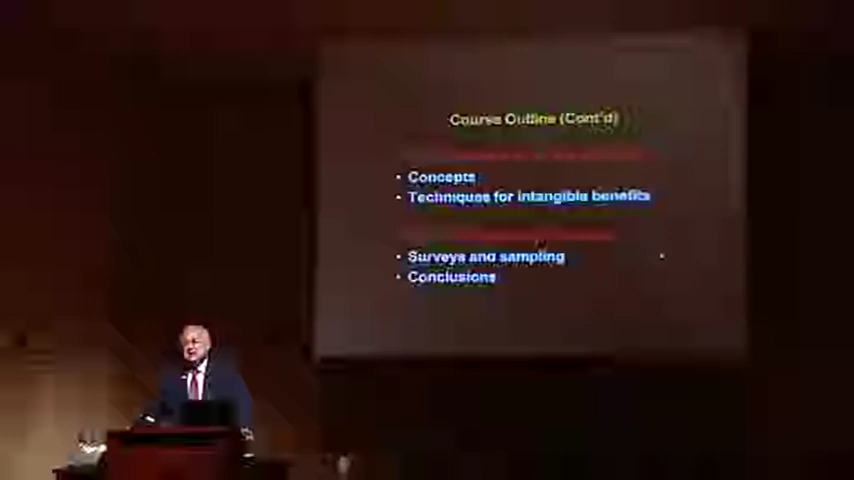 Course Outline (Cont'd)
• Concepts
• Techniques for intangible benefits
• Surveys and sampling
• Conclusions